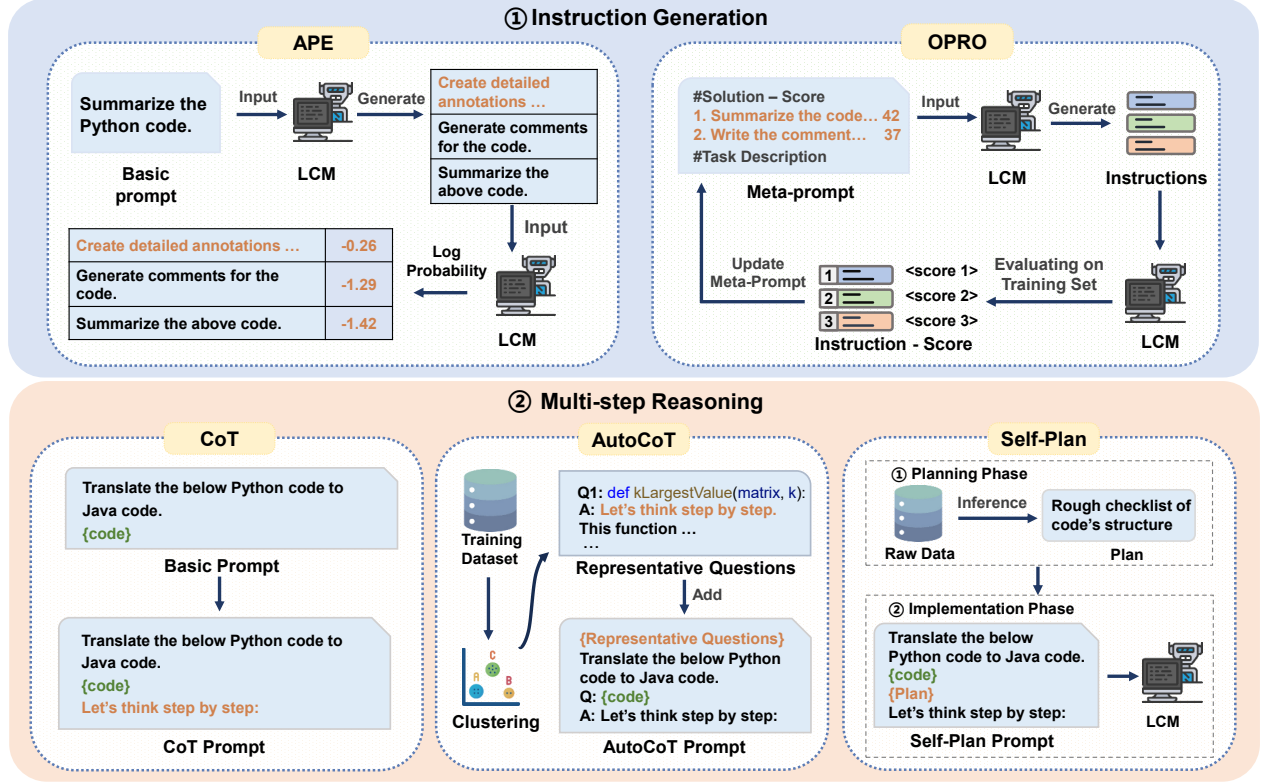 ① Instruction Generation
APE
Summarize the
Python code.
Basic
prompt
Input
LCM
Generate
Create detailed
annotations …
Generate comments
for the code.
Summarize the
above code.
Input
LCM
Log
Probability
Create detailed annotations … -0.26
Generate comments for the
code. -1.29
Summarize the above code. -1.42
OPRO
#Solution – Score
1. Summarize the code… 42
2. Write the comment… 37
#Task Description
Meta-prompt
Input
LCM
Generate
Instructions
LCM
Evaluating on
Training Set
1 <score 1>
2 <score 2>
3 <score 3>
Instruction - Score
Update
Meta-Prompt
② Multi-step Reasoning
CoT
Translate the below Python code to
Java code.
{code}
Basic Prompt
Translate the below Python code to
Java code.
{code}
Let's think step by step:
CoT Prompt
AutoCoT
Training
Dataset
A
B
C
Clustering
Q1: def kLargestValue(matrix, k):
A: Let's think step by step.
This function …
…
Representative Questions
Add
{Representative Questions}
Translate the below Python
code to Java code.
Q: {code}
A: Let's think step by step:
AutoCoT Prompt
Self-Plan
① Planning Phase
Raw Data
Inference
Rough checklist of
code's structure
Plan
② Implementation Phase
Translate the below
Python code to Java code.
{code}
{Plan}
Let's think step by step:
Self-Plan Prompt
LCM